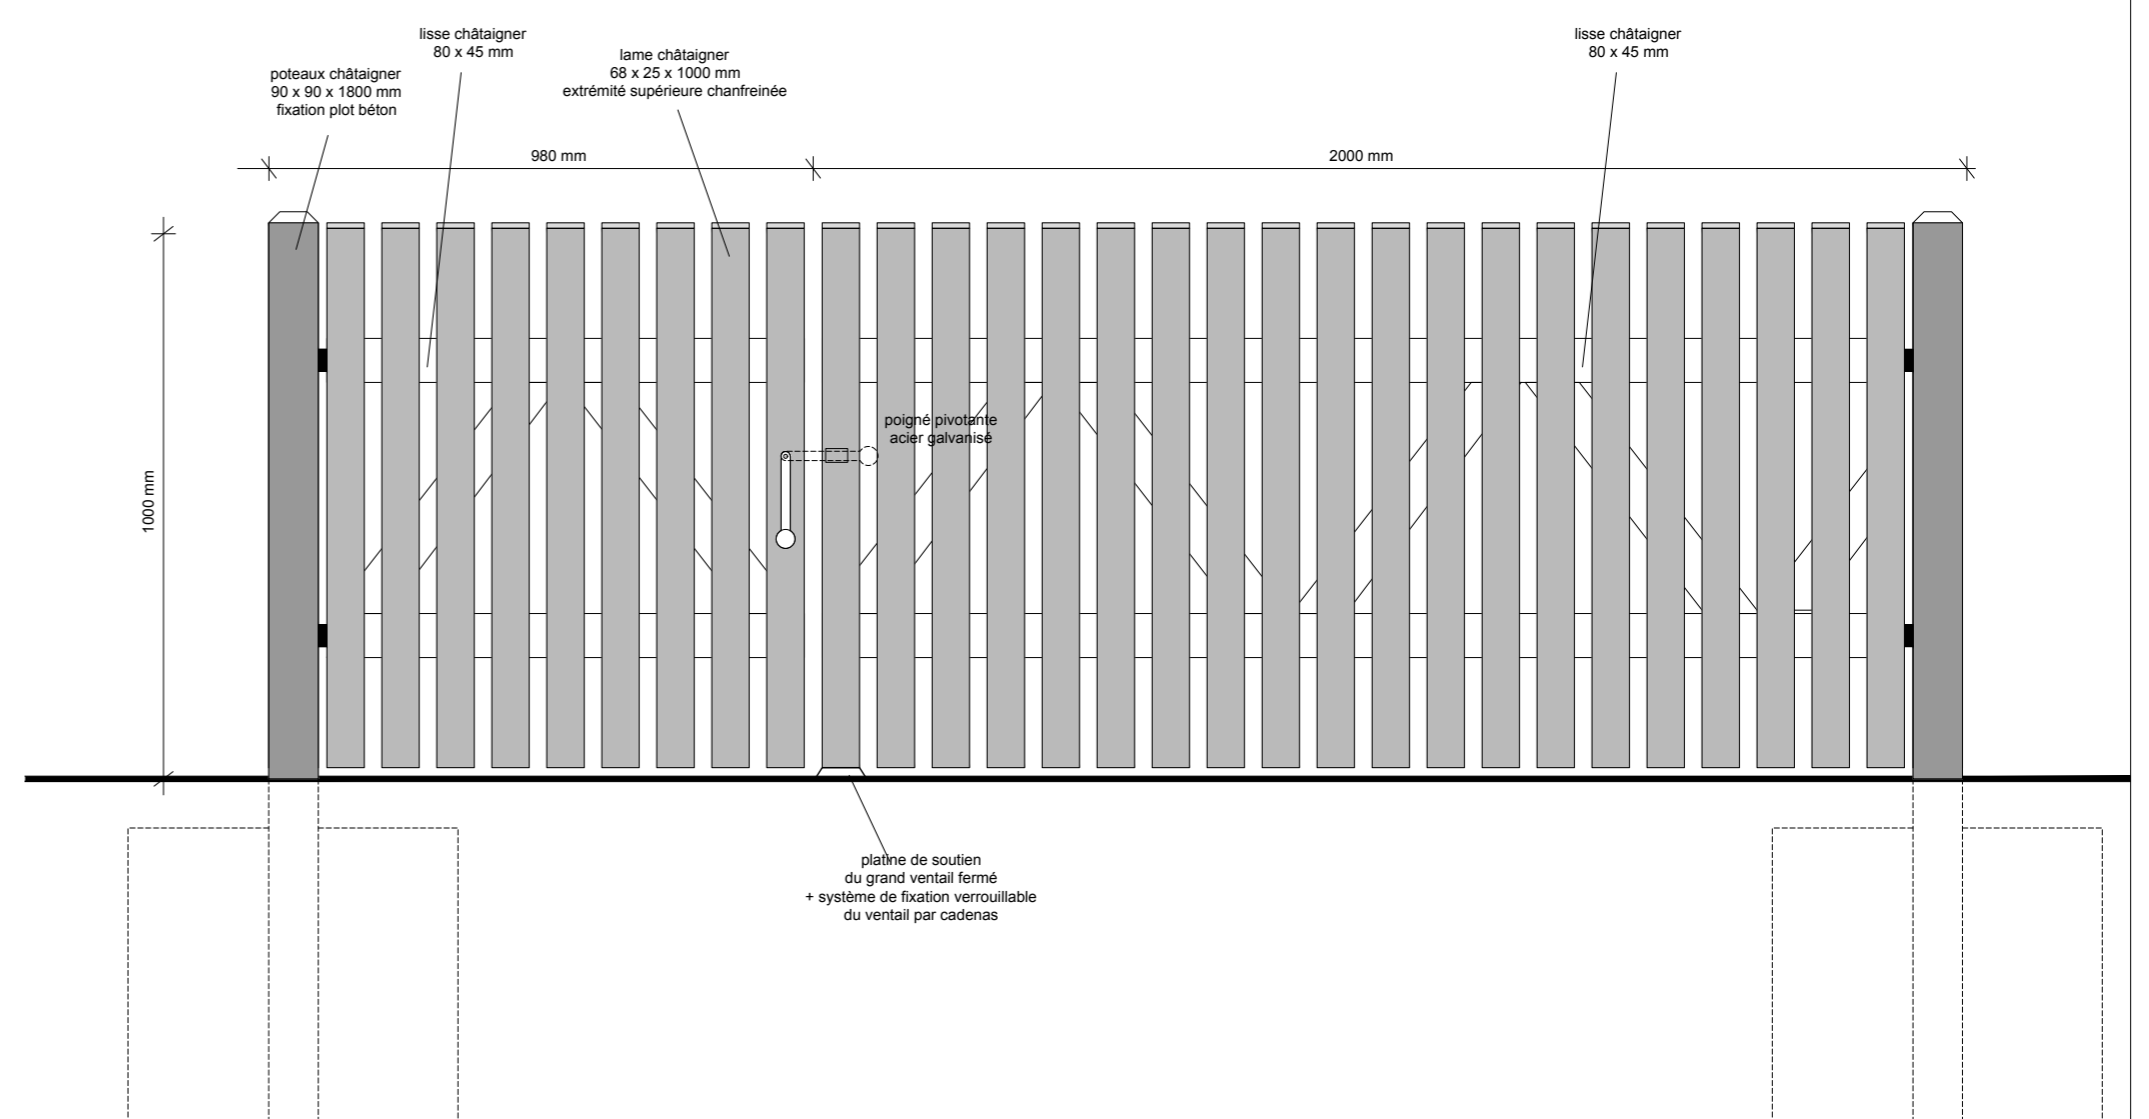 lisse châtaigner
80 x 45 mm
lisse châtaigner
80 x 45 mm
lame châtaigner
68 x 25 x 1000 mm
extrémité supérieure chanfreinée
poteaux châtaigner
90 x 90 x 1800 mm
fixation plot béton
980 mm
2000 mm
1000 mm
poigné pivotante
acier galvanisé
platine de soutien
du grand ventail fermé
+ système de fixation verrouillable
du ventail par cadenas